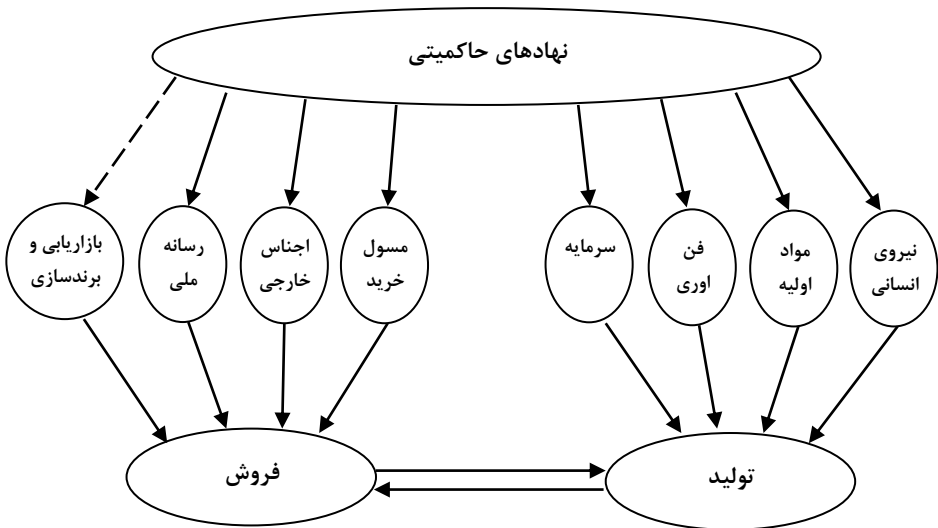 نهادهای حاکمیتی
نیروی
انسانی
مواد
اولیه
فن
اوری
سرمایه
مسول
خرید
اجناس
خارجی
رسانه
ملی
بازاریابی و
برندسازی
تولید
فروش